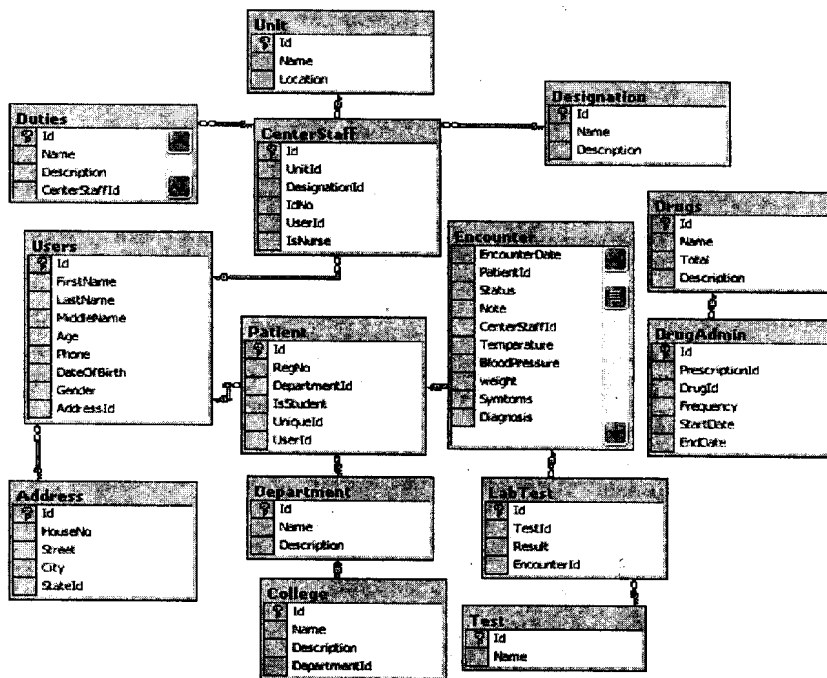 Unit
Id
Name
Location
Duties
Id
Name
Description
CenterStaffId
CenterStaff
Id
UnitId
DesignationId
IdNo
UserId
IsNurse
Designation
Id
Name
Description
Users
Id
FirstName
LastName
MiddleName
Age
Phone
DateOfBirth
Gender
AddressId
Patient
Id
RegNo
DepartmentId
IsStudent
UniqueId
UserId
Encounter
EncounterDate
PatientId
Status
Note
CenterStaffId
Temperature
BloodPressure
weight
Symtoms
Diagnosis
Drugs
Id
Name
Total
Description
DrugAdmin
Id
PrescriptionId
DrugId
Frequency
StartDate
EndDate
Address
Id
HouseNo
Street
City
StateId
Department
Id
Name
Description
College
Id
Name
Description
DepartmentId
LabTest
Id
TestId
Result
EncounterId
Test
Id
Name